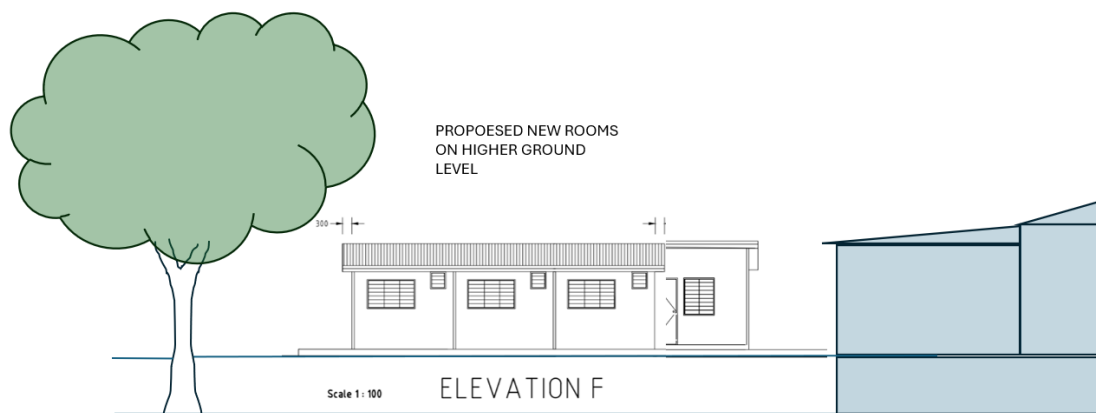 PROPOESED NEW ROOMS
ON HIGHER GROUND
LEVEL
300
Scale 1 : 100
ELEVATION F